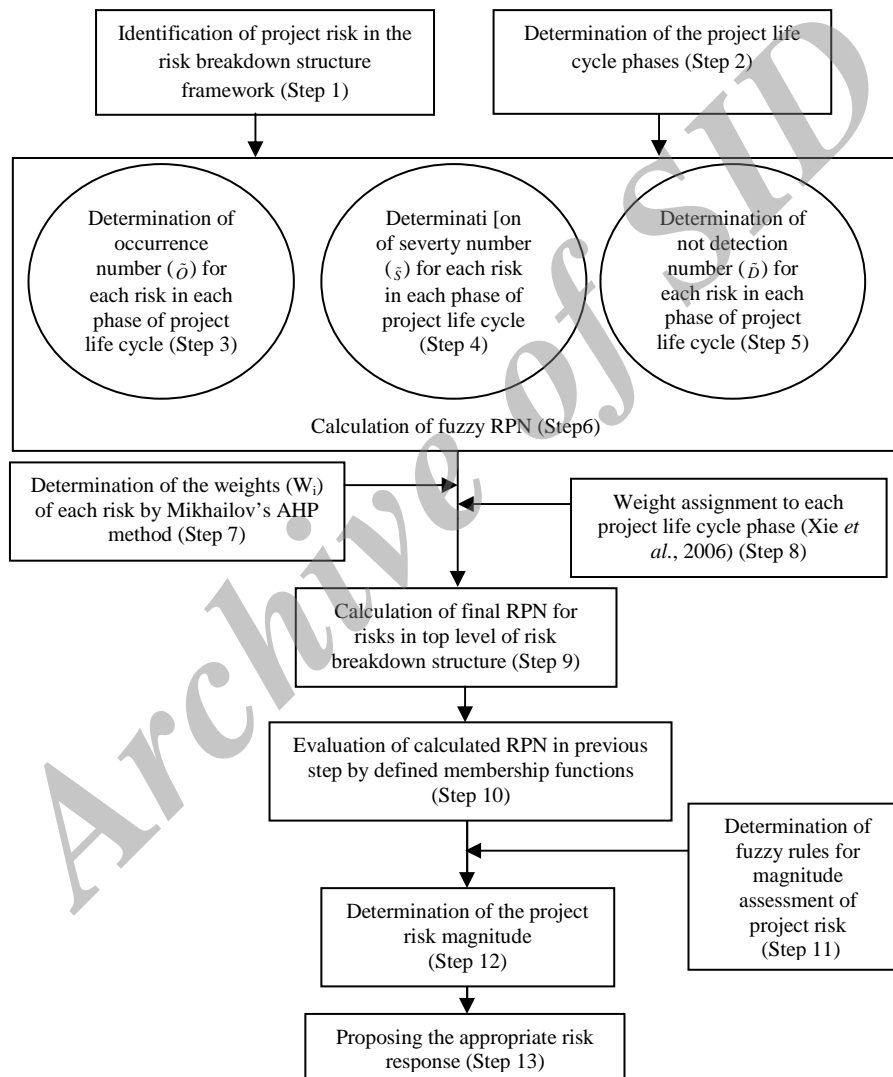 Identification of project risk in the
risk breakdown structure
framework (Step 1)
Determination of the project life
cycle phases (Step 2)
Determination of
occurrence
number (Õ) for
each risk in each
phase of project
life cycle (Step 3)
Determinati [on
of severty number
(s̃) for each risk
in each phase of
project life cycle
(Step 4)
Determination of
not detection
number (D̃) for
each risk in each
phase of project
life cycle (Step 5)
Calculation of fuzzy RPN (Step6)
Determination of the weights (Wi)
of each risk by Mikhailov's AHP
method (Step 7)
Weight assignment to each
project life cycle phase (Xie et
al., 2006) (Step 8)
Calculation of final RPN for
risks in top level of risk
breakdown structure (Step 9)
Evaluation of calculated RPN in previous
step by defined membership functions
(Step 10)
Determination of
fuzzy rules for
magnitude
assessment of
project risk
(Step 11)
Determination of the project
risk magnitude
(Step 12)
Proposing the appropriate risk
response (Step 13)
Archive of SID